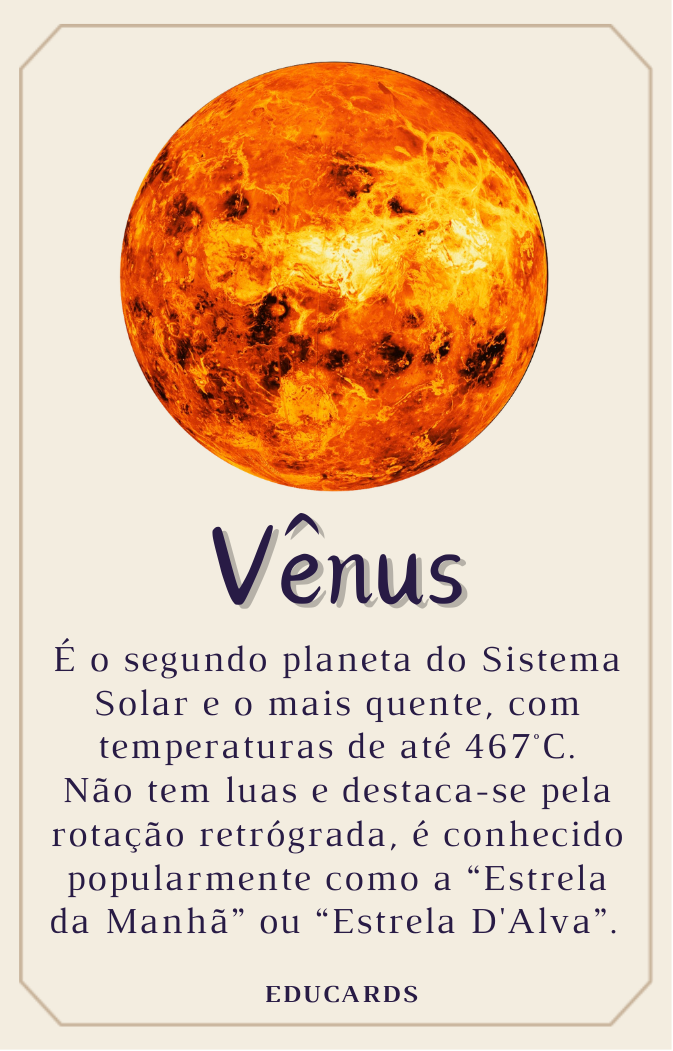 Vênus
É o segundo planeta do Sistema
Solar e o mais quente, com
temperaturas de até 467°C.
Não tem luas e destaca-se pela
rotação retrógrada, é conhecido
popularmente como a “Estrela
da Manhã” ou “Estrela D'Alva”.
EDUCARDS